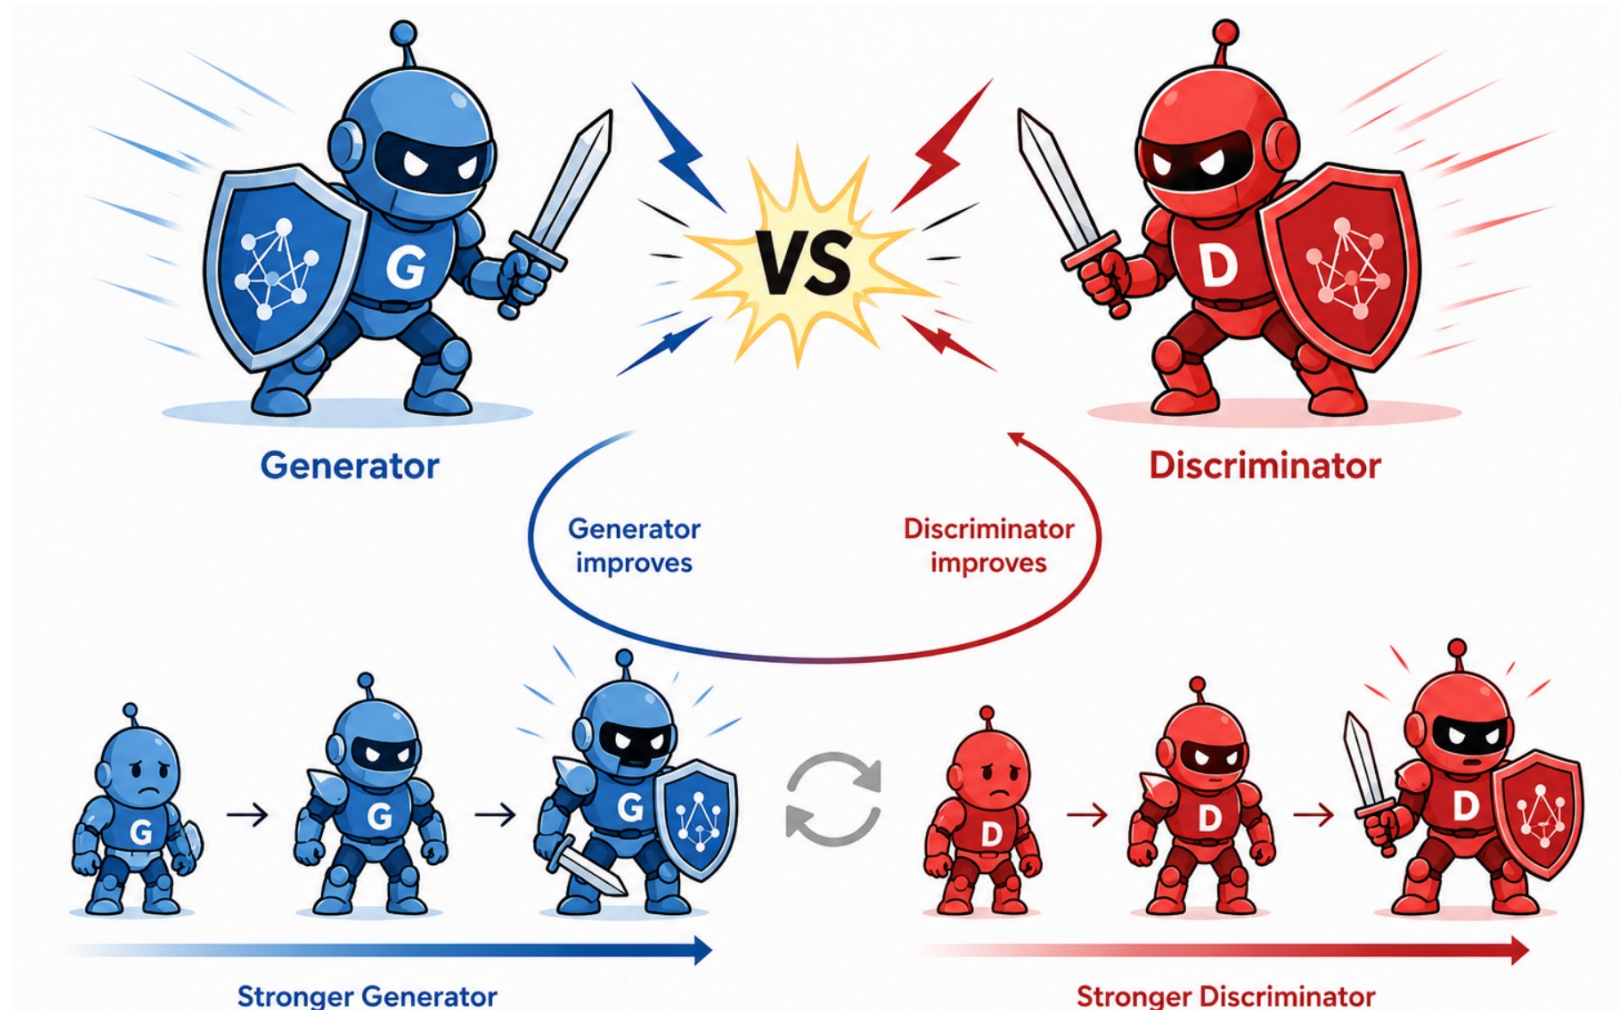 G
VS
D
Generator
Discriminator
Generator
improves
Discriminator
improves
G
G
G
D
D
D
Stronger Generator
Stronger Discriminator